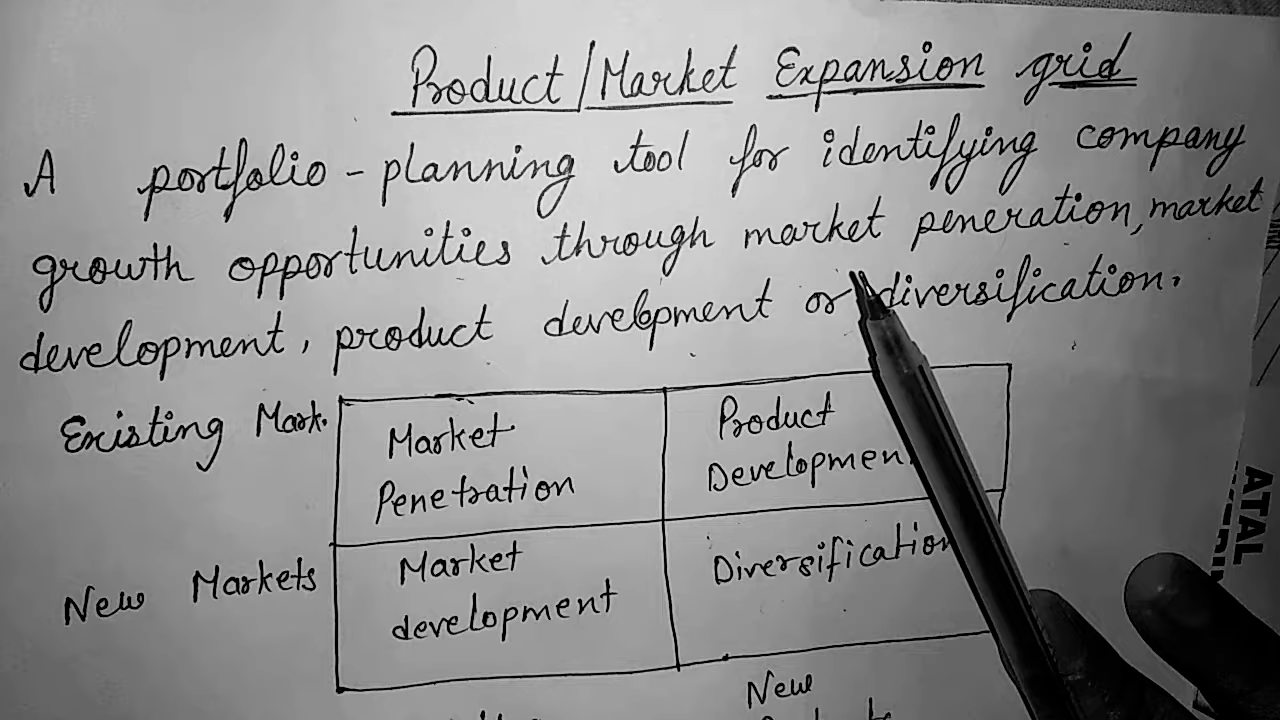 Product/Market Expansion grid
A portfolio-planning tool for identifying company
growth opportunities through market peneration, market
development, product development or diversification.
Existing Mark.
Market
Penetration
Product
Developmen
New Markets
Market
development
Diversification
New
ATAL